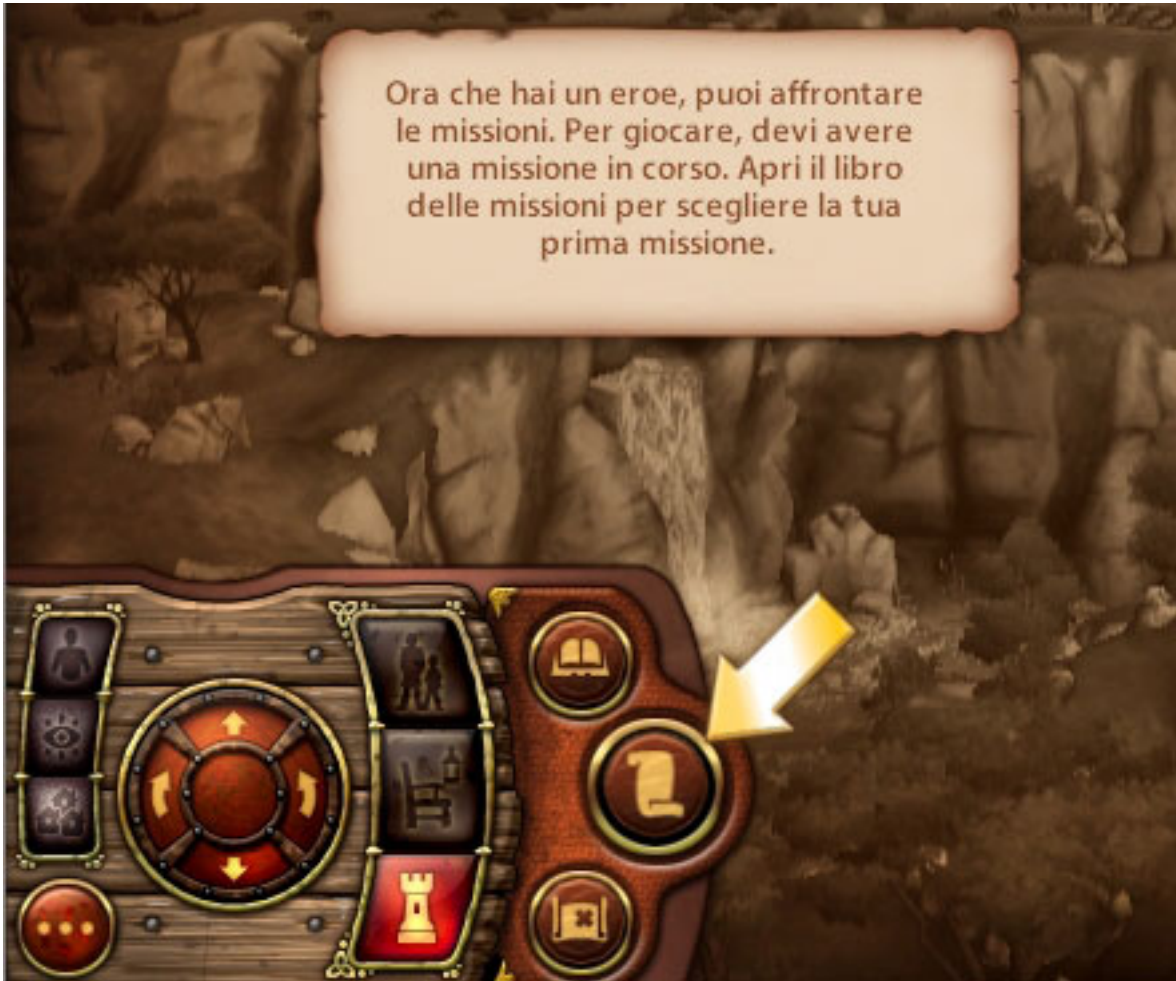 Ora che hai un eroe, puoi affrontare
le missioni. Per giocare, devi avere
una missione in corso. Apri il libro
delle missioni per scegliere la tua
prima missione.